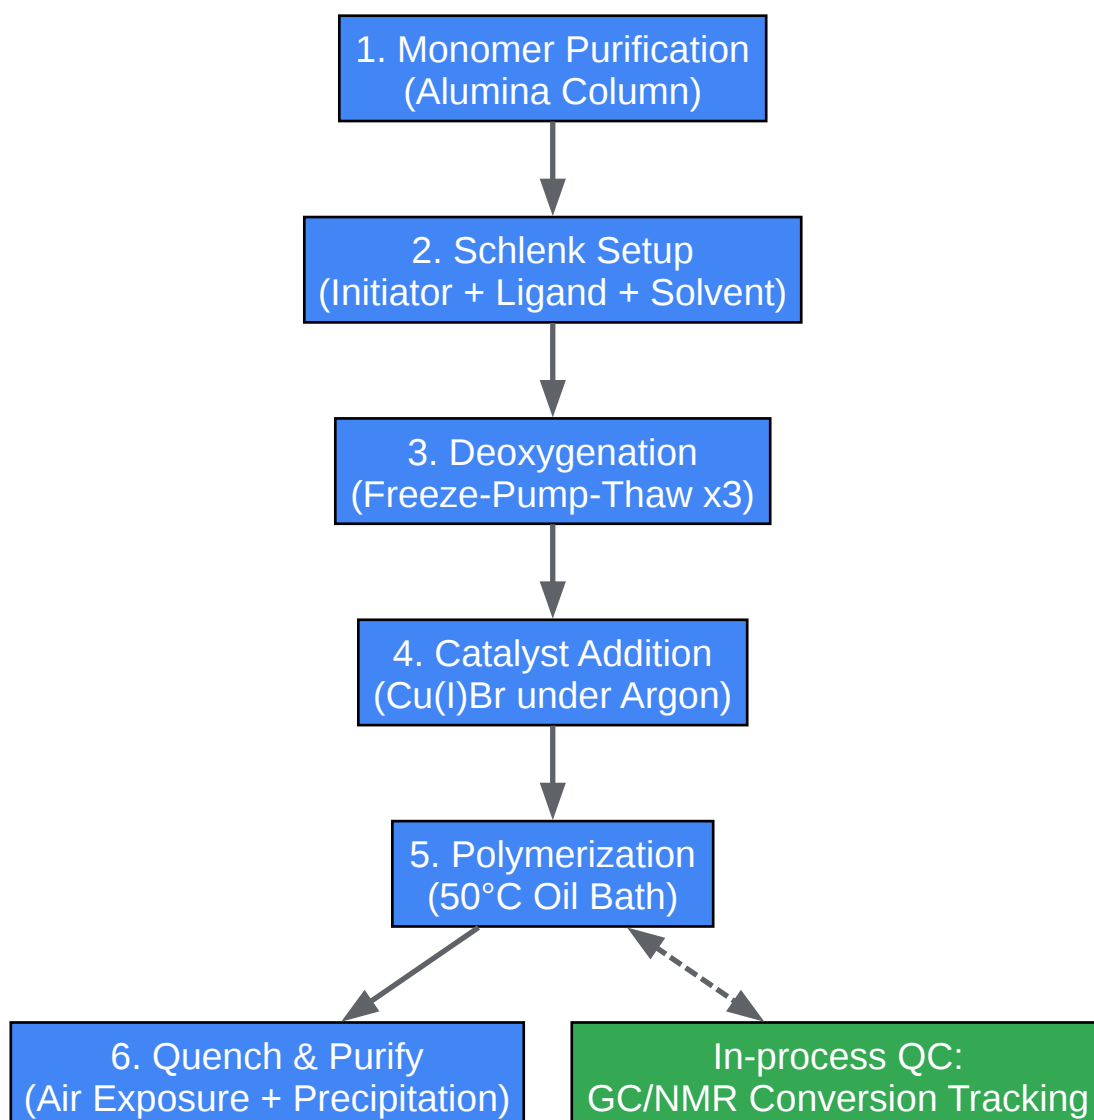 1. Monomer Purification
(Alumina Column)
2. Schlenk Setup
(Initiator + Ligand + Solvent)
3. Deoxygenation
(Freeze-Pump-Thaw x3)
4. Catalyst Addition
(Cu(I)Br under Argon)
5. Polymerization
(50°C Oil Bath)
6. Quench & Purify
(Air Exposure + Precipitation)
In-process QC:
GC/NMR Conversion Tracking